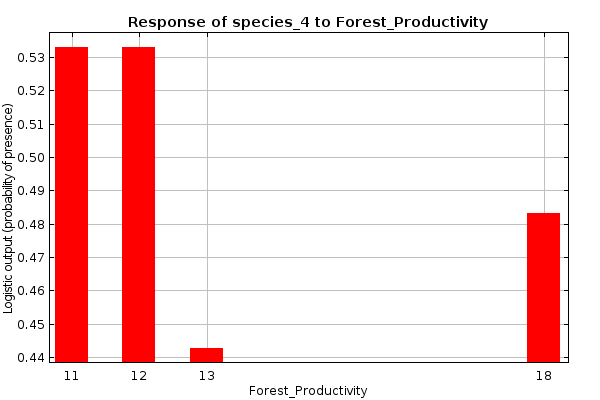 Response of species_4 to Forest_Productivity
Logistic output (probability of presence)
0.53
0.52
0.51
0.50
0.49
0.48
0.47
0.46
0.45
0.44
11 12 13 18
Forest_Productivity